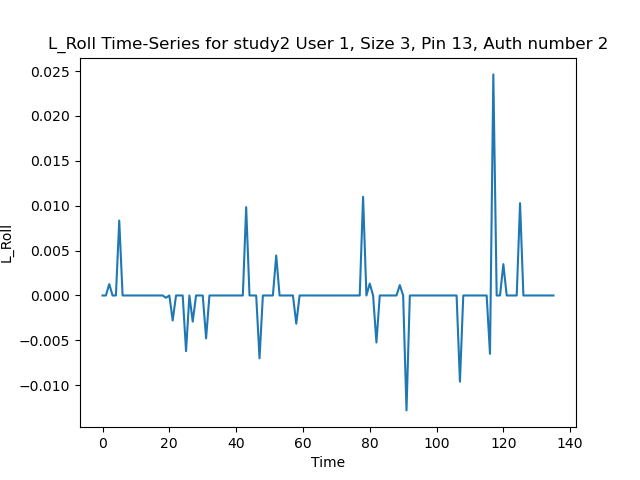 L_Roll Time-Series for study2 User 1, Size 3, Pin 13, Auth number 2
0.025
0.020
0.015
0.010
0.005
0.000
−0.005
−0.010
L_Roll
0 20 40 60 80 100 120 140
Time